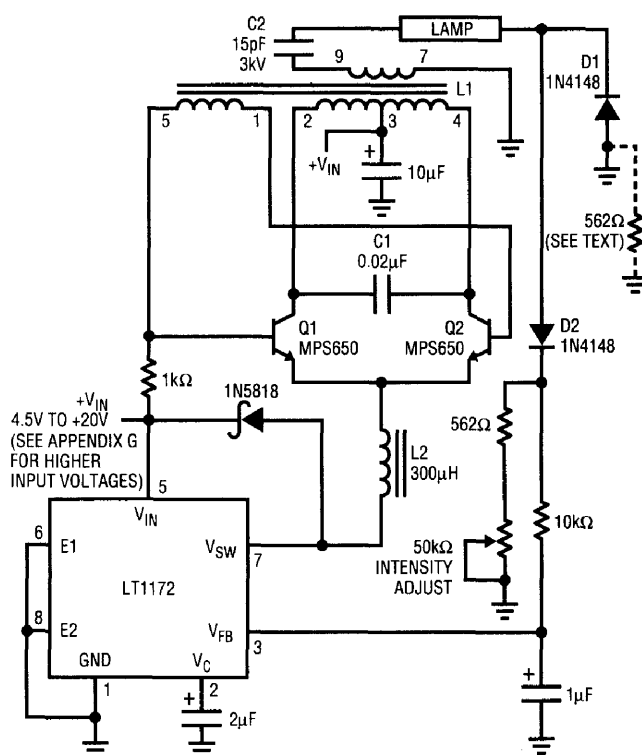 C2
15pF
3kV
LAMP
9
7
D1
1N4148
L1
5
1
2
3
4
+VIN
+
10µF
562Ω
(SEE TEXT)
C1
0.02µF
Q1
MPS650
Q2
MPS650
D2
1N4148
1kΩ
+VIN
4.5V TO +20V
(SEE APPENDIX G
FOR HIGHER
INPUT VOLTAGES)
1N5818
562Ω
L2
300µH
5
VIN
10kΩ
6
E1
VSW
7
50kΩ
INTENSITY
ADJUST
LT1172
8
E2
VFB
3
GND
VC
1
2
+
2µF
+
1µF